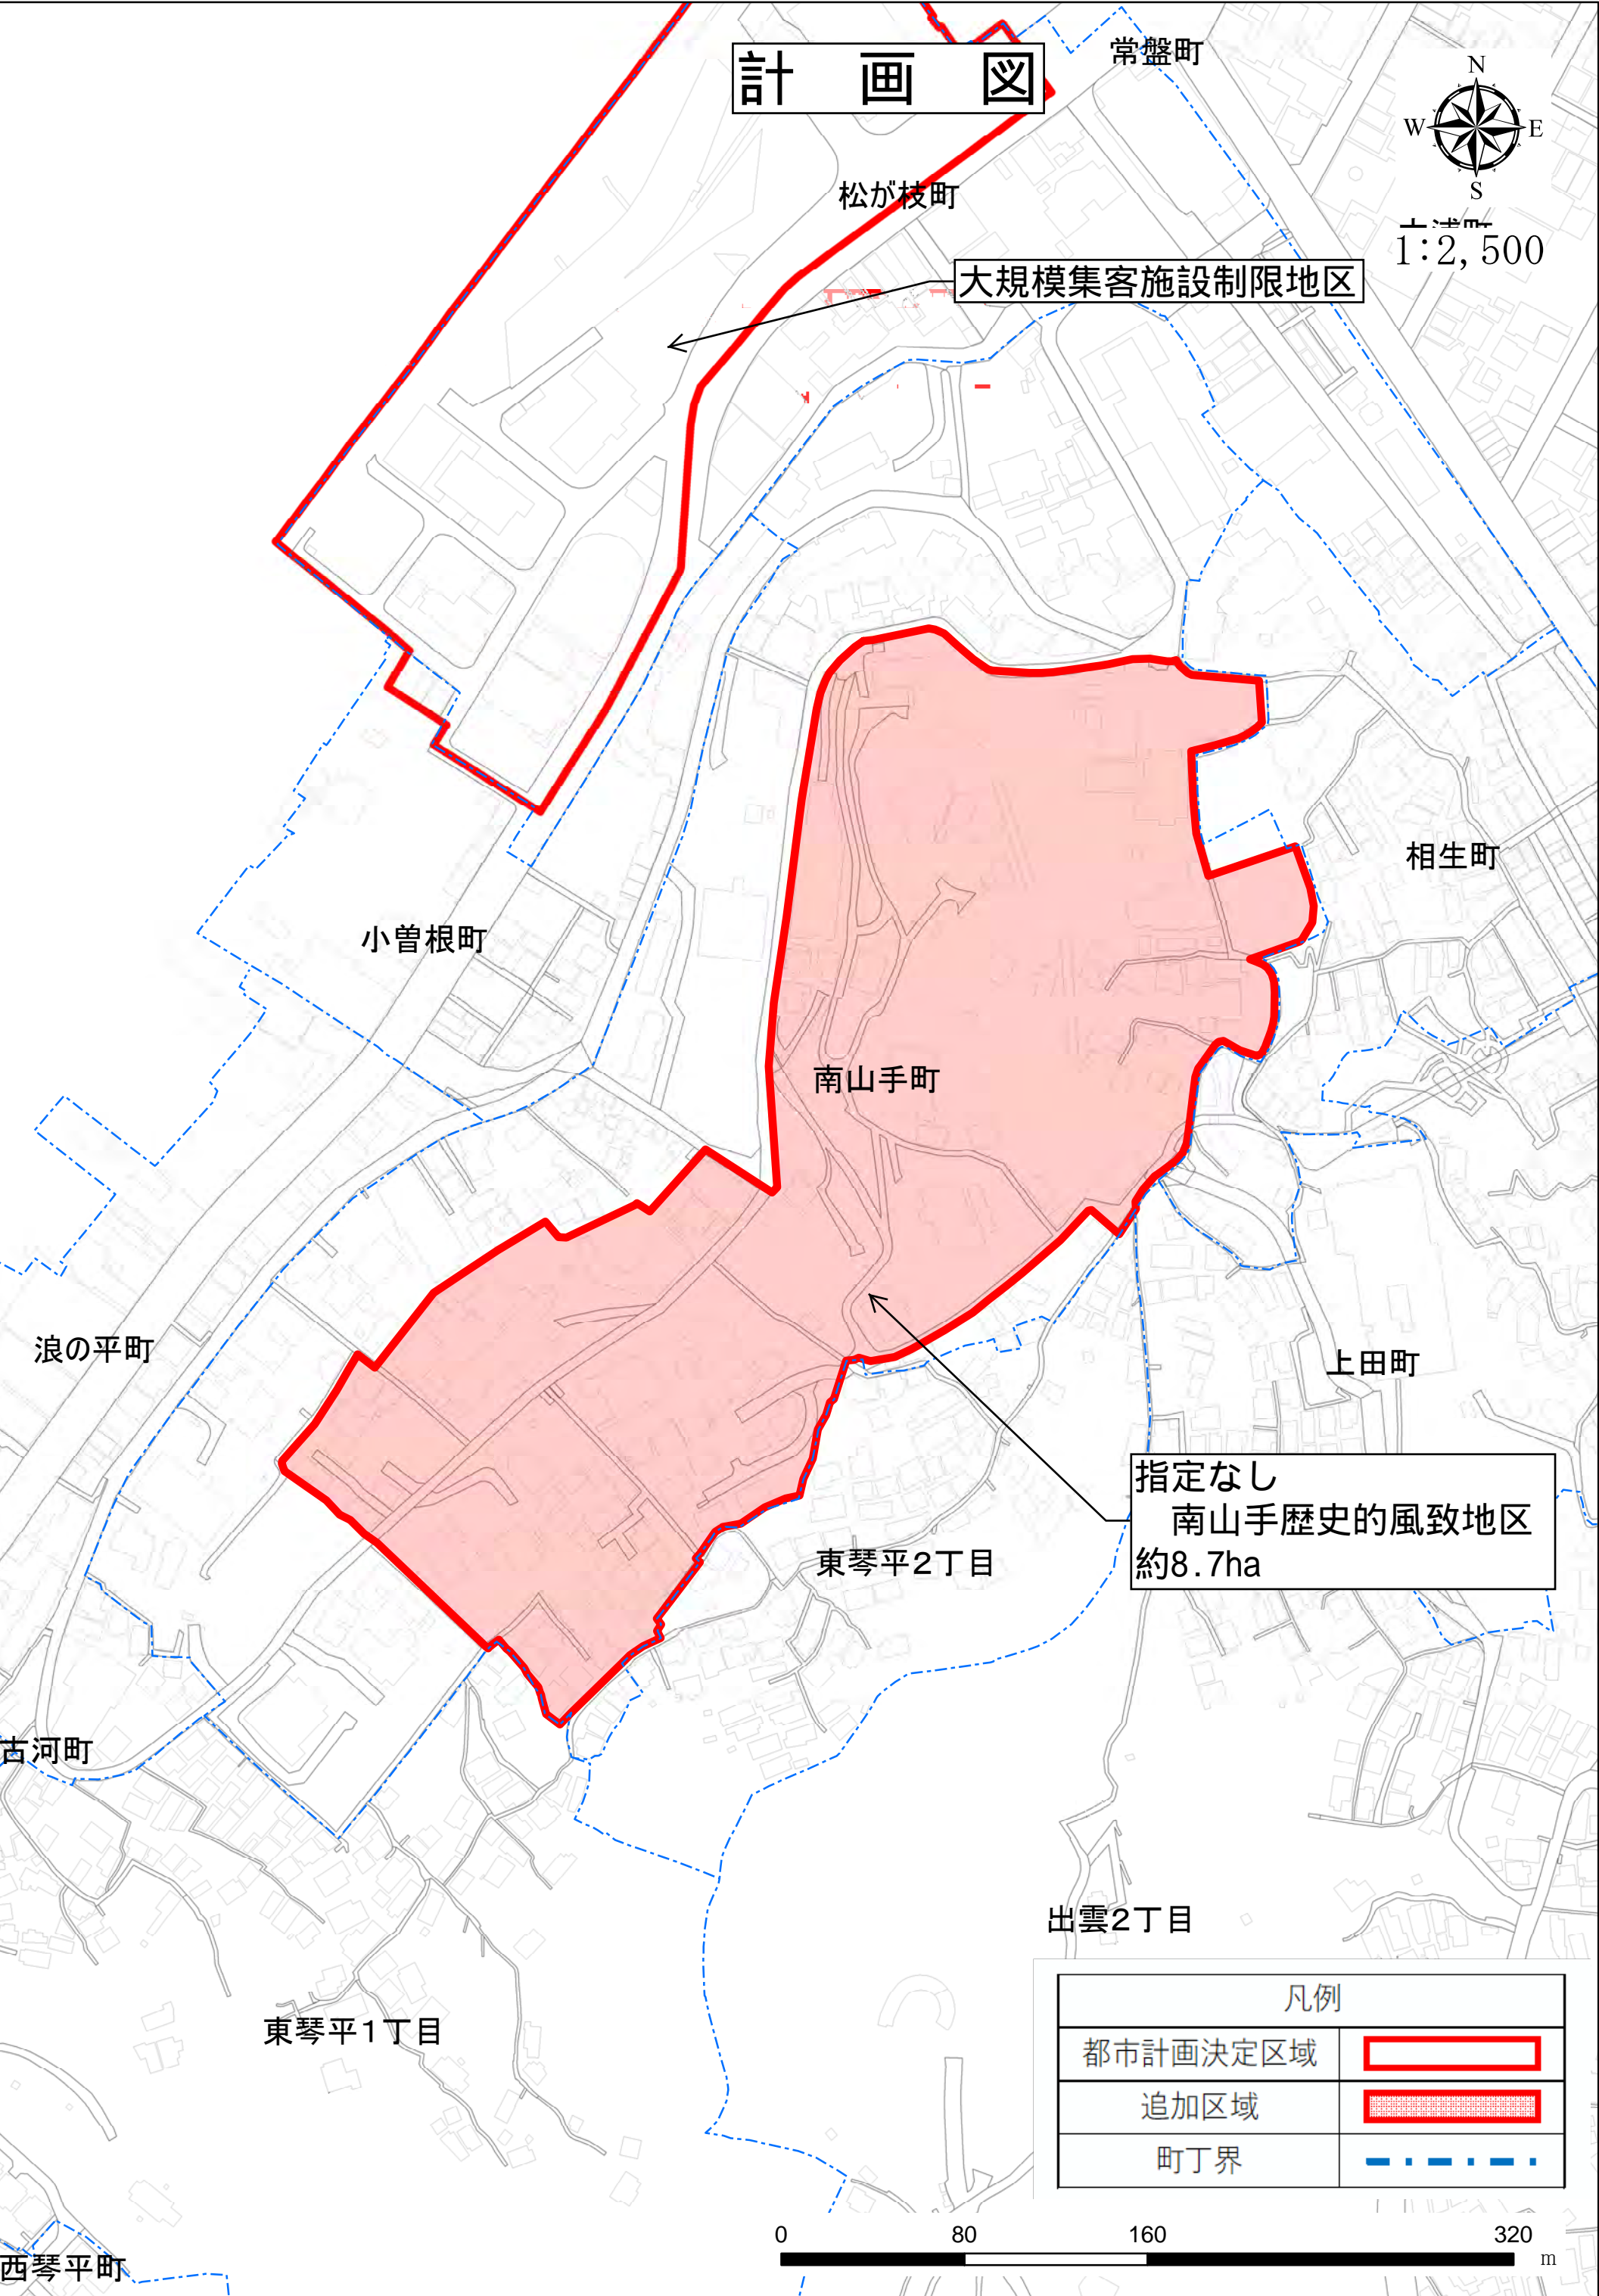 計画図
常盤町
N
W
E
S
1:2,500
松が枝町
大規模集客施設制限地区
相生町
小曽根町
南山手町
浪の平町
上田町
指定なし
南山手歴史的風致地区
約8.7ha
東琴平2丁目
古河町
出雲2丁目
東琴平1丁目
凡例
都市計画決定区域
追加区域
町丁界
0 80 160 320
m
西琴平町